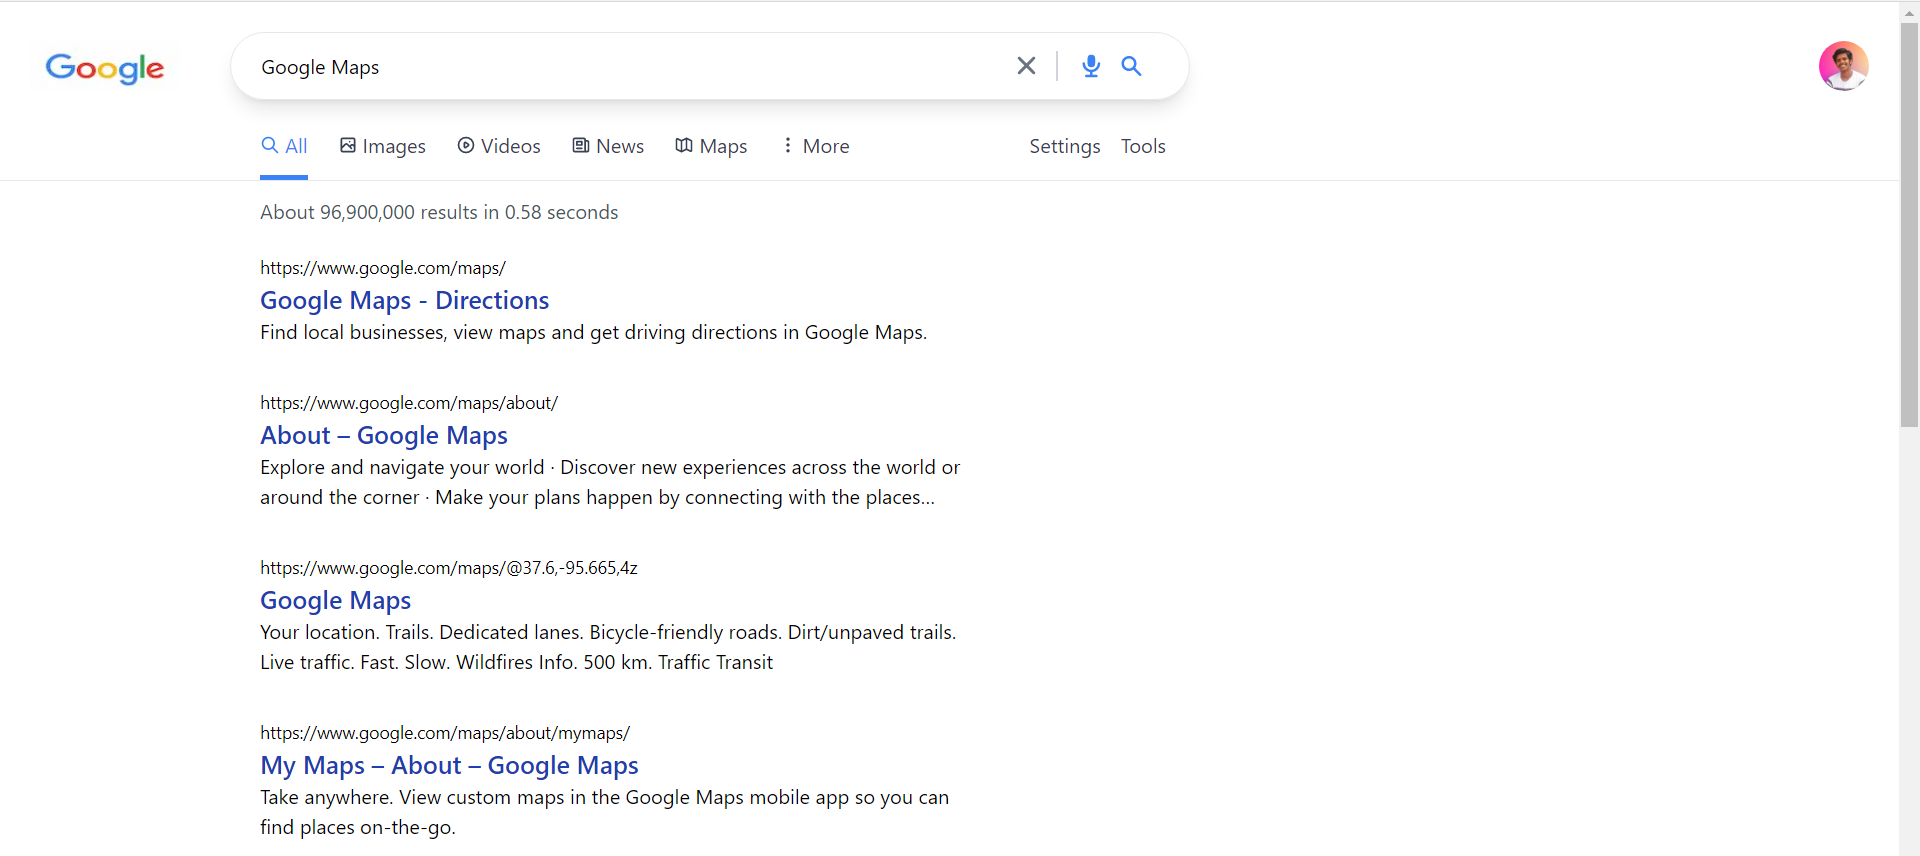 Google
Google Maps
All Images Videos News Maps More Settings Tools
About 96,900,000 results in 0.58 seconds
https://www.google.com/maps/
Google Maps - Directions
Find local businesses, view maps and get driving directions in Google Maps.
https://www.google.com/maps/about/
About – Google Maps
Explore and navigate your world · Discover new experiences across the world or
around the corner · Make your plans happen by connecting with the places...
https://www.google.com/maps/@37.6,-95.665,4z
Google Maps
Your location. Trails. Dedicated lanes. Bicycle-friendly roads. Dirt/unpaved trails.
Live traffic. Fast. Slow. Wildfires Info. 500 km. Traffic Transit
https://www.google.com/maps/about/mymaps/
My Maps – About – Google Maps
Take anywhere. View custom maps in the Google Maps mobile app so you can
find places on-the-go.